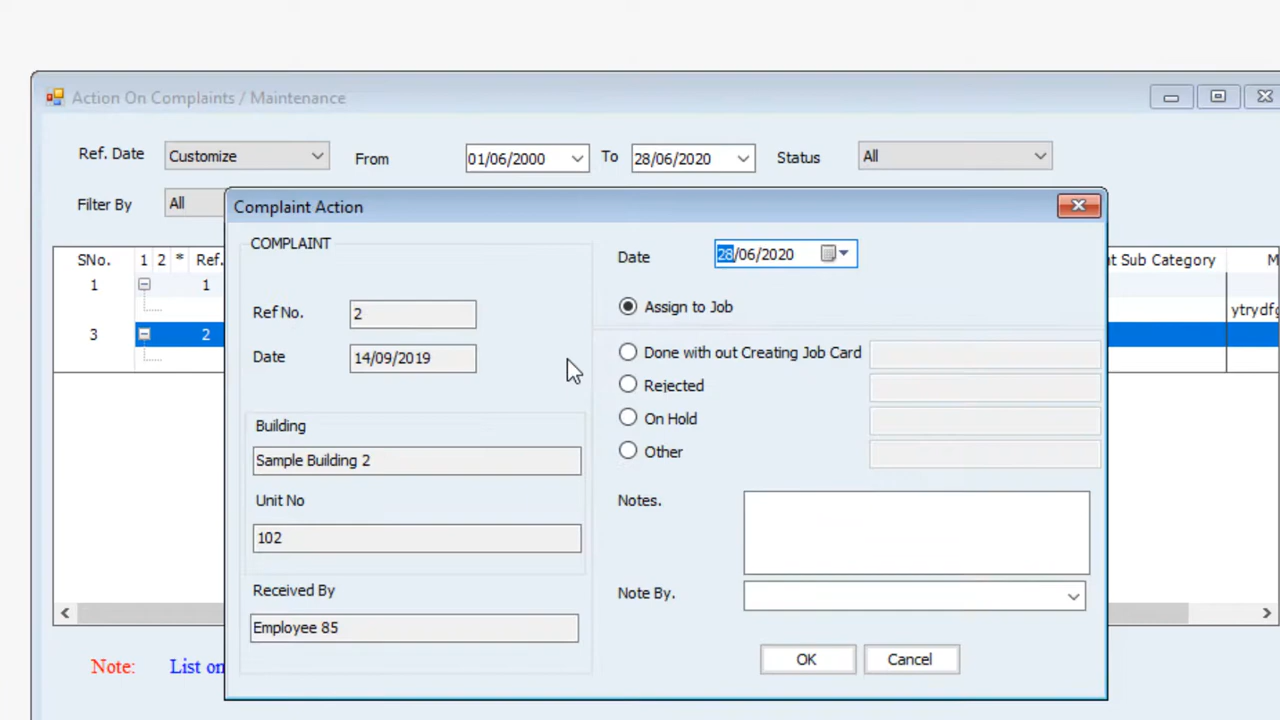 Action On Complaints / Maintenance
Ref. Date Customize From 01/06/2000 To 28/06/2020 Status All
Filter By All
Complaint Action
COMPLAINT
Date 28/06/2020
SNo. 1 2 * Ref. Sub Category
1 1
Assign to Job
Ref No. 2
ytrydfg
3 2
Done with out Creating Job Card
Date 14/09/2019
Rejected
On Hold
Building
Other
Sample Building 2
Unit No
Notes.
102
Received By
Note By.
Employee 85
OK Cancel
Note: List on